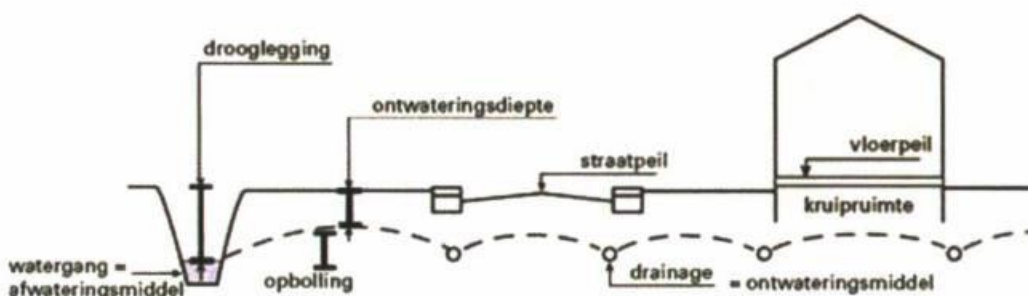 drooglegging
ontwateringsdiepte
straatpeil
vloerpeil
kruipruimte
watergang =
afwateringsmiddel
opbolling
drainage = ontwateringsmiddel